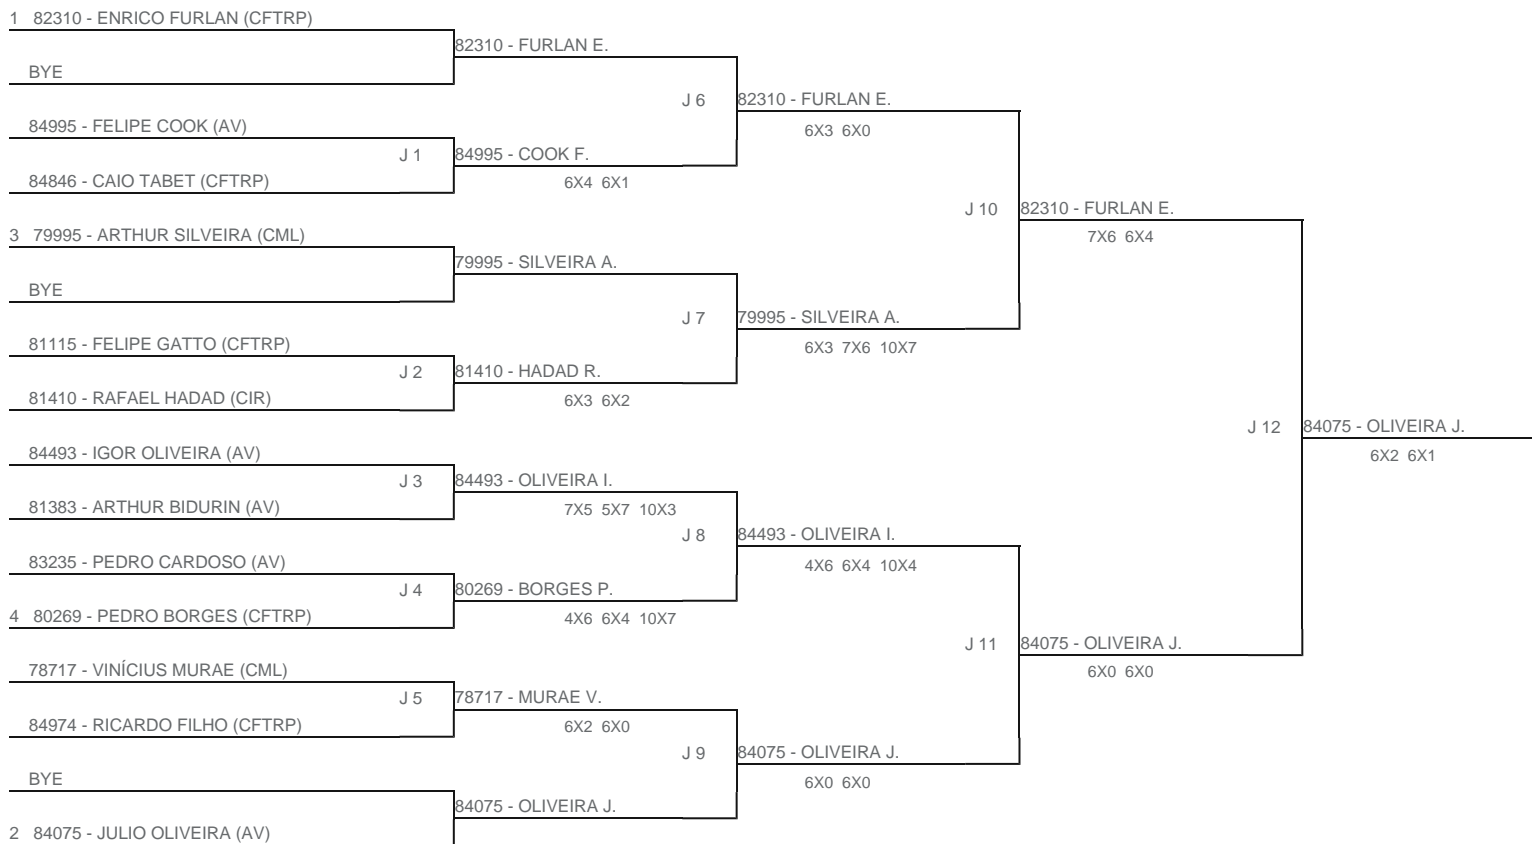 1 82310 - ENRICO FURLAN (CFTRP)
82310 - FURLAN E.
BYE
J 6
82310 - FURLAN E.
6X3 6X0
84995 - FELIPE COOK (AV)
J 1
84995 - COOK F.
6X4 6X1
84846 - CAIO TABET (CFTRP)
J 10
82310 - FURLAN E.
7X6 6X4
3 79995 - ARTHUR SILVEIRA (CML)
79995 - SILVEIRA A.
BYE
J 7
79995 - SILVEIRA A.
6X3 7X6 10X7
81115 - FELIPE GATTO (CFTRP)
J 2
81410 - HADAD R.
6X3 6X2
81410 - RAFAEL HADAD (CIR)
J 12
84075 - OLIVEIRA J.
6X2 6X1
84493 - IGOR OLIVEIRA (AV)
J 3
84493 - OLIVEIRA I.
7X5 5X7 10X3
81383 - ARTHUR BIDURIN (AV)
J 8
84493 - OLIVEIRA I.
4X6 6X4 10X4
83235 - PEDRO CARDOSO (AV)
J 4
80269 - BORGES P.
4X6 6X4 10X7
4 80269 - PEDRO BORGES (CFTRP)
J 11
84075 - OLIVEIRA J.
6X0 6X0
78717 - VINÍCIUS MURAE (CML)
J 5
78717 - MURAE V.
6X2 6X0
84974 - RICARDO FILHO (CFTRP)
J 9
84075 - OLIVEIRA J.
6X0 6X0
BYE
84075 - OLIVEIRA J.
2 84075 - JULIO OLIVEIRA (AV)